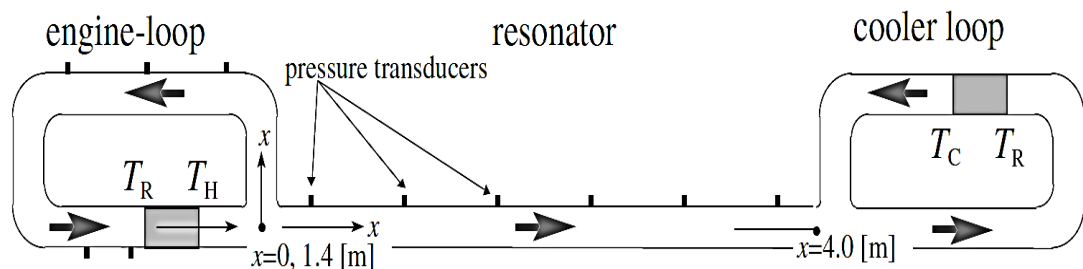 engine-loop
resonator
cooler loop
pressure transducers
x
T_R T_H
T_C T_R
x
x=0, 1.4 [m]
x=4.0 [m]